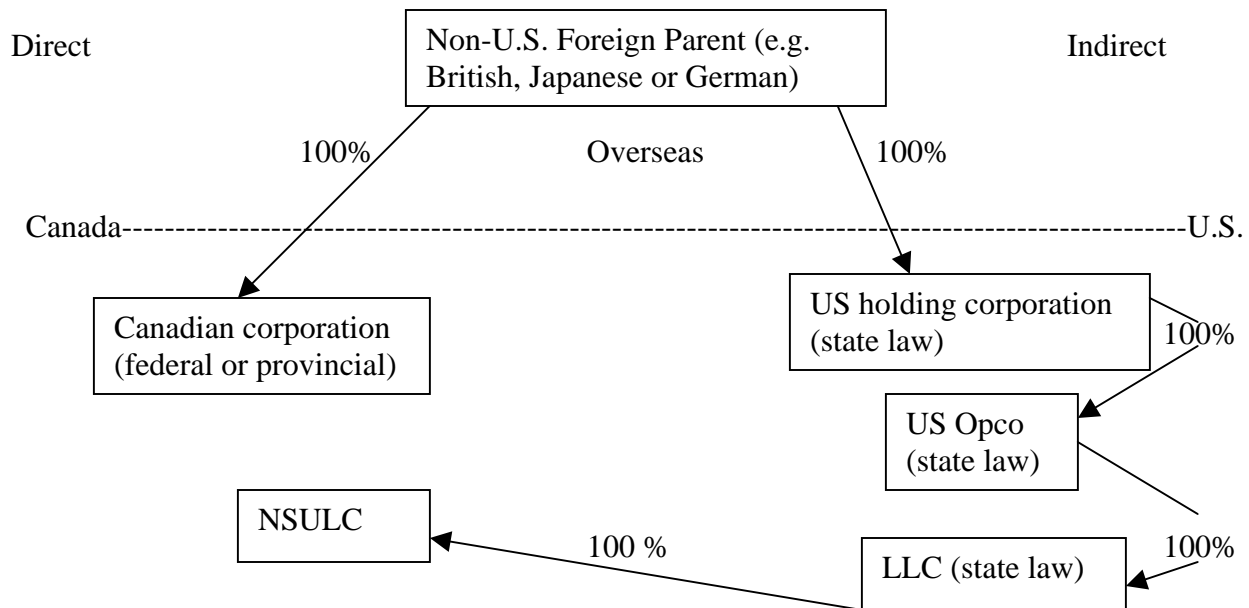 Direct
Non-U.S. Foreign Parent (e.g.
British, Japanese or German)
Indirect
100%
Overseas
100%
Canada
U.S.
Canadian corporation
(federal or provincial)
US holding corporation
(state law)
100%
US Opco
(state law)
NSULC
100 %
LLC (state law)
100%